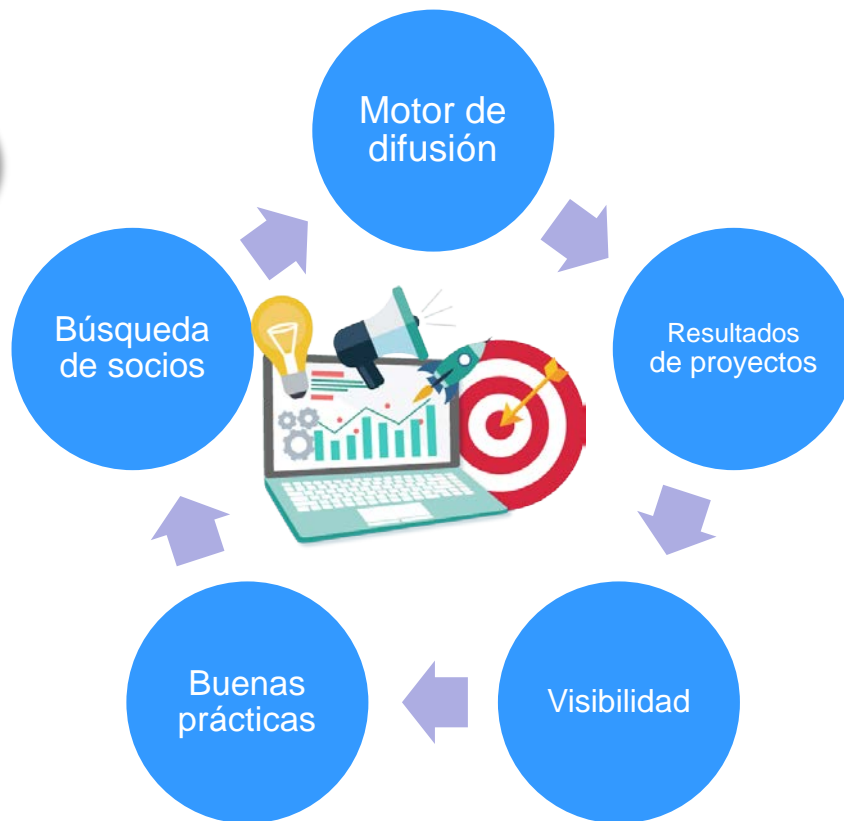 Motor de
difusión
Resultados
de proyectos
Visibilidad
Buenas
prácticas
Búsqueda
de socios